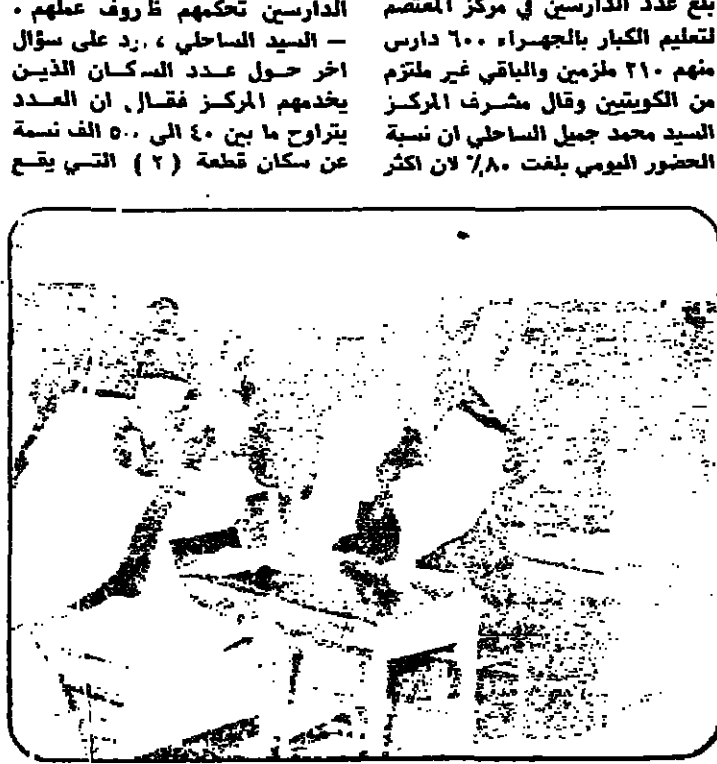 بلغ عدد الدارسين في مركز المعتصم
لتعليم الكبار بالجهراء ٦٠٠ دارس
منهم ٢١٠ ملزمين والباقي غير ملتزم
من الكويتيين وقال مشرف المركز
السيد محمد جميل الساحلي ان نسبة
الحضور اليومي بلغت ٨٠٪ لان اكثر
الدارسين تحكمهم ظروف عملهم .
— السيد الساحلي ، رد على سؤال
اخر حول عدد السكان الذين
يخدمهم المركز فقال ان العدد
يتراوح ما بين ٤٠ الى ٥٠ الف نسمة
عن سكان قطعة ( ٢ ) التي يقع